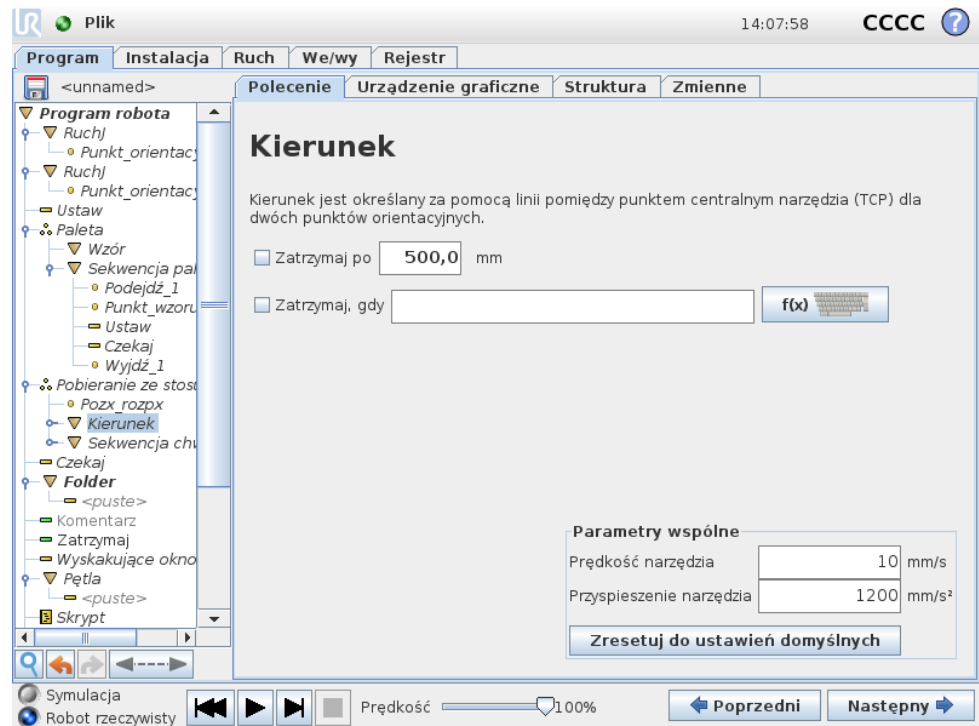 UR Plik 14:07:58 CCCC ?
Program Instalacja Ruch We/wy Rejestr
<unnamed>
Polecenie Urządzenie graficzne Struktura Zmienne
Program robota
RuchJ
Punkt_orientacy
RuchJ
Punkt_orientacy
Ustaw
Paleta
Wzór
Sekwencja pal
Podejdź_1
Punkt_wzoru
Ustaw
Czekaj
Wyjdź_1
Pobieranie ze stosu
Pozx_rozpx
Kierunek
Sekwencja chw
Czekaj
Folder
<puste>
Komentarz
Zatrzymaj
Wyskakujące okno
Pętla
<puste>
Skrypt
Kierunek
Kierunek jest określany za pomocą linii pomiędzy punktem centralnym narzędzia (TCP) dla
dwóch punktów orientacyjnych.
Zatrzymaj po 500,0 mm
Zatrzymaj, gdy f(x)
Parametry wspólne
Prędkość narzędzia 10 mm/s
Przyspieszenie narzędzia 1200 mm/s²
Zresetuj do ustawień domyślnych
Symulacja
Robot rzeczywisty
Prędkość 100%
Poprzedni Następny